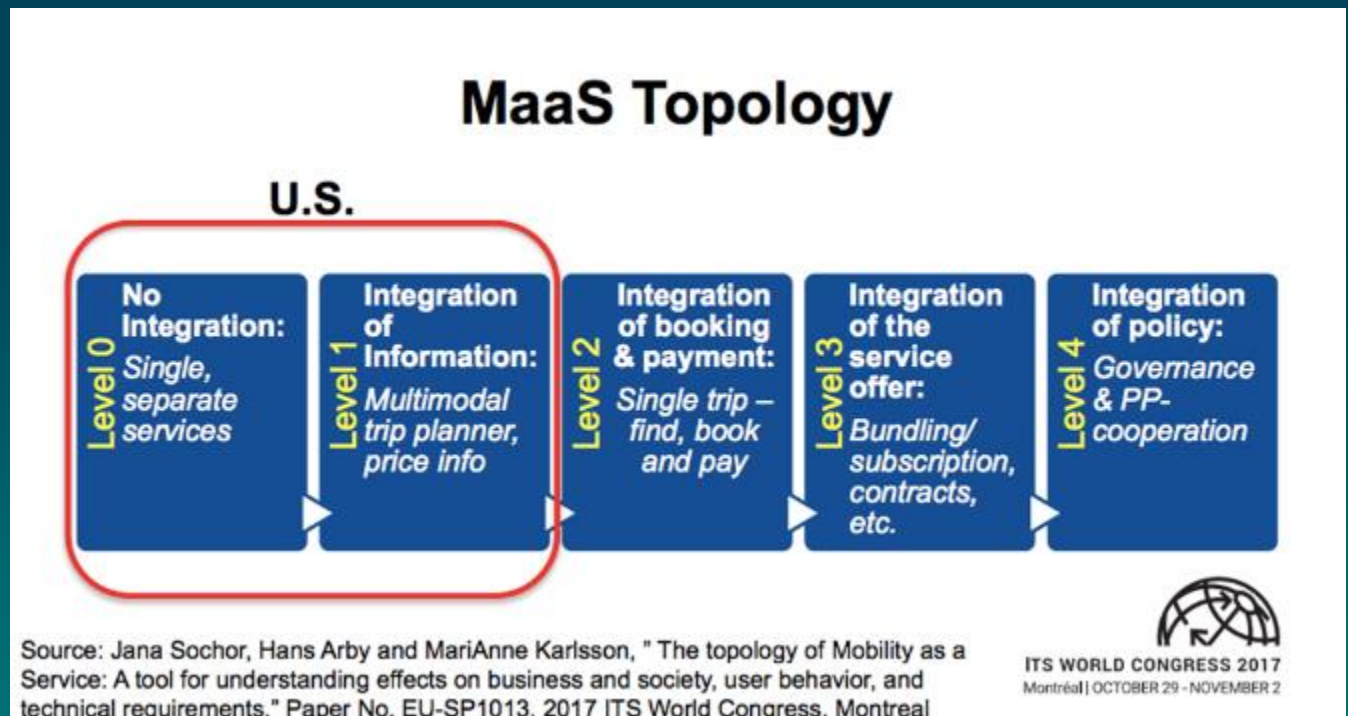 MaaS Topology
U.S.
Level 0
No
Integration:
Single,
separate
services
Level 1
Integration
of
Information:
Multimodal
trip planner,
price info
Level 2
Integration
of booking
& payment:
Single trip –
find, book
and pay
Level 3
Integration
of the
service
offer:
Bundling/
subscription,
contracts,
etc.
Level 4
Integration
of policy:
Governance
& PP-
cooperation
Source: Jana Sochor, Hans Arby and MariAnne Karlsson, " The topology of Mobility as a
Service: A tool for understanding effects on business and society, user behavior, and
technical requirements," Paper No. EU-SP1013, 2017 ITS World Congress, Montreal
ITS WORLD CONGRESS 2017
Montréal | OCTOBER 29 - NOVEMBER 2